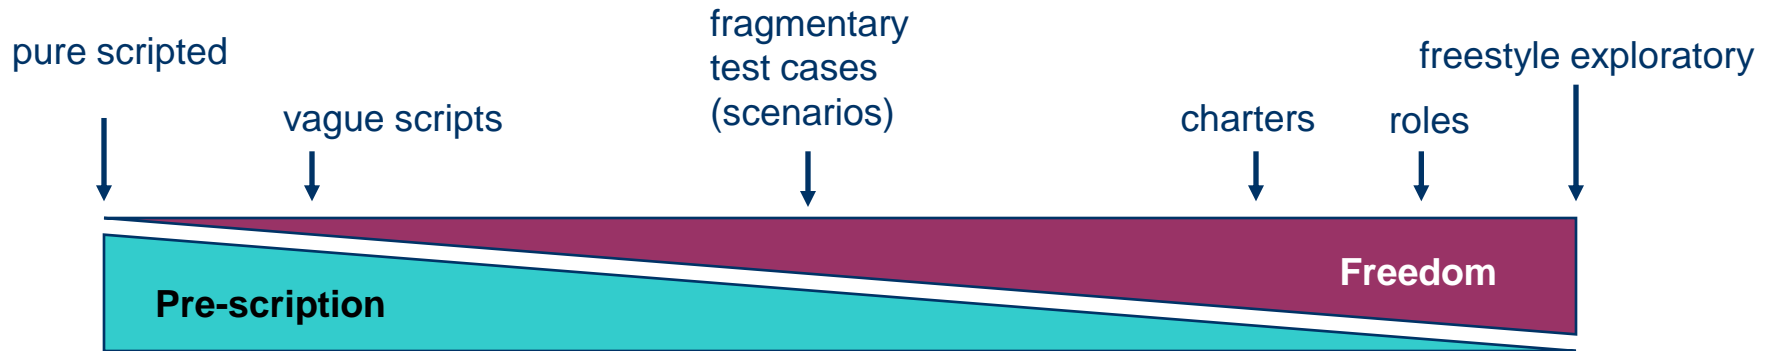 pure scripted
vague scripts
fragmentary
test cases
(scenarios)
charters
roles
freestyle exploratory
Pre-scription
Freedom